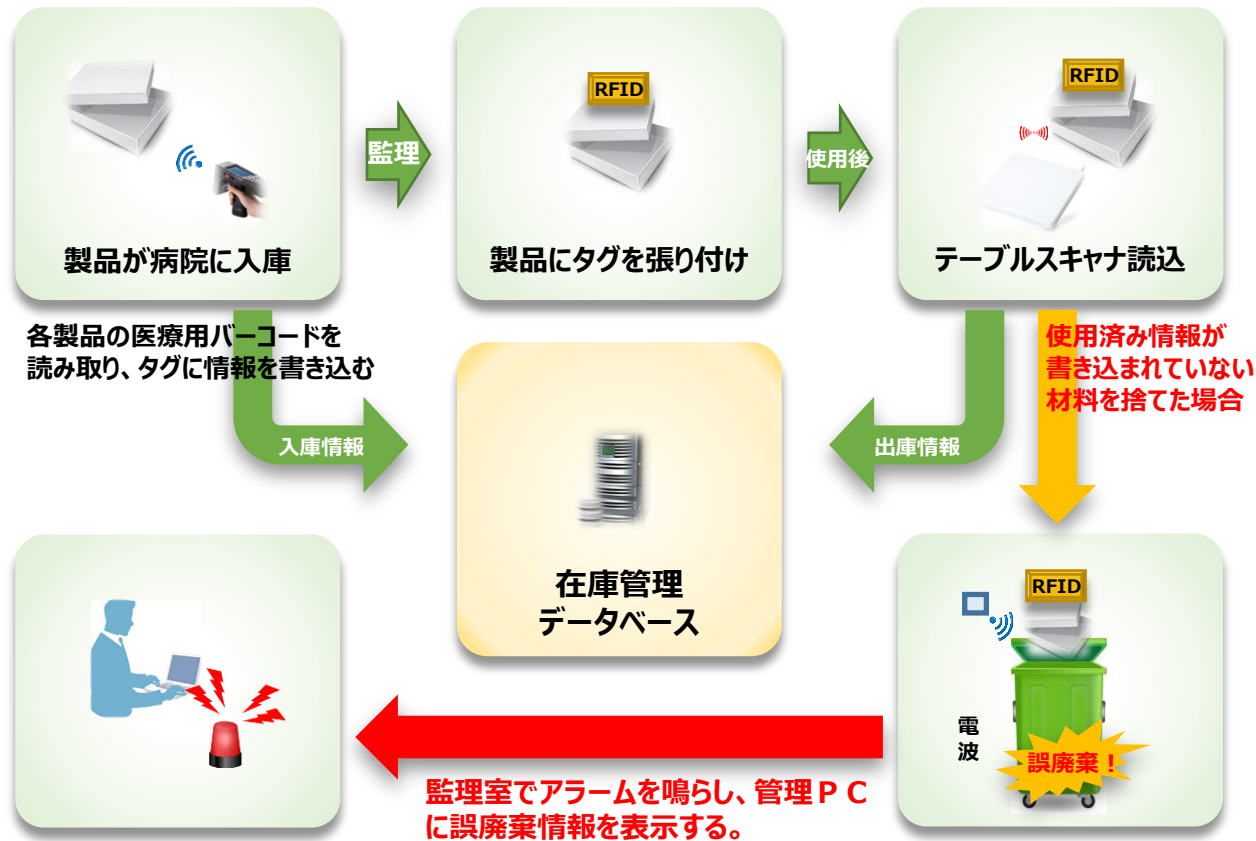 RFID
RFID
監理
使用後
製品が病院に入庫
製品にタグを張り付け
テーブルスキャナ読込
各製品の医療用バーコードを
読み取り、タグに情報を書き込む
使用済み情報が
書き込まれていない
材料を捨てた場合
入庫情報
出庫情報
在庫管理
データベース
RFID
電
波
誤廃棄！
監理室でアラームを鳴らし、管理ＰＣ
に誤廃棄情報を表示する。